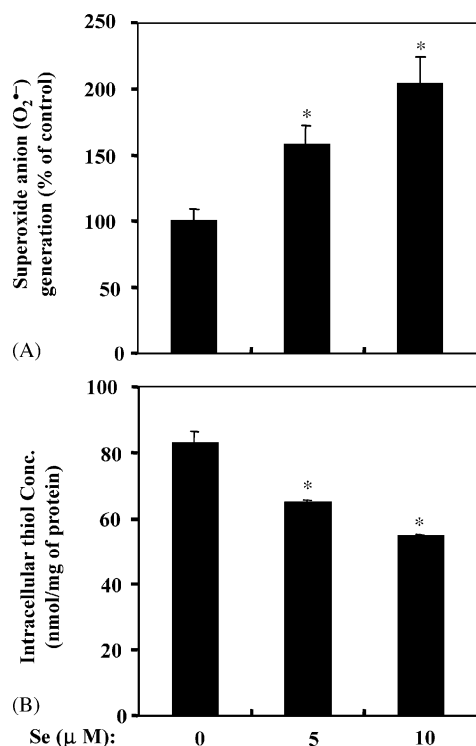 Superoxide anion (O₂•−)
generation (% of control)
250
200
150
100
50
0
*
*
(A)
Intracellular thiol Conc.
(nmol/mg of protein)
100
80
60
40
20
0
*
*
(B)
Se (μ M): 0 5 10